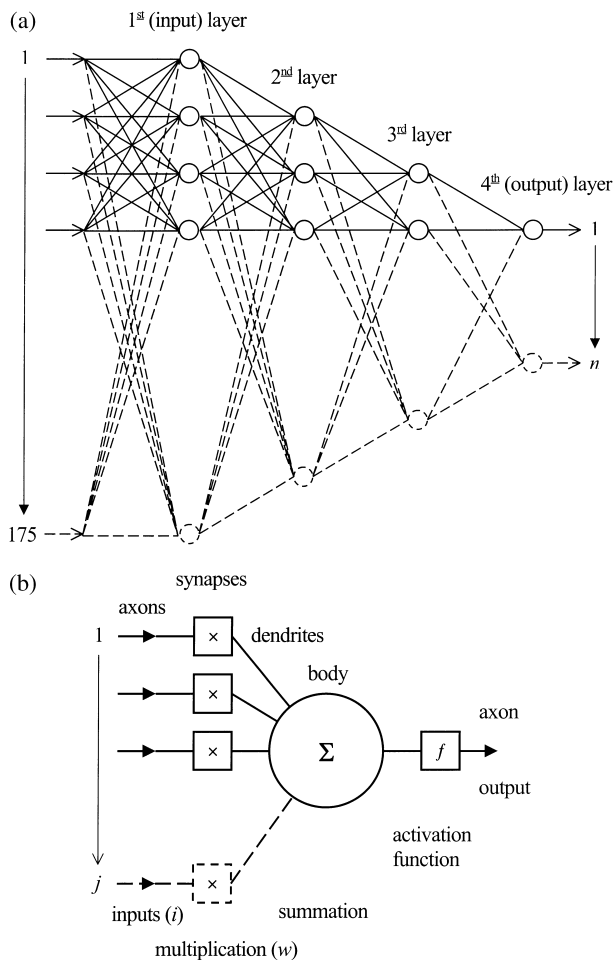 (a)
1st (input) layer
1
2nd layer
3rd layer
4th (output) layer
1
n
175
(b)
synapses
axons
1
×
dendrites
body
×
axon
×
Σ
f
output
activation
function
j
×
inputs (i)
summation
multiplication (w)